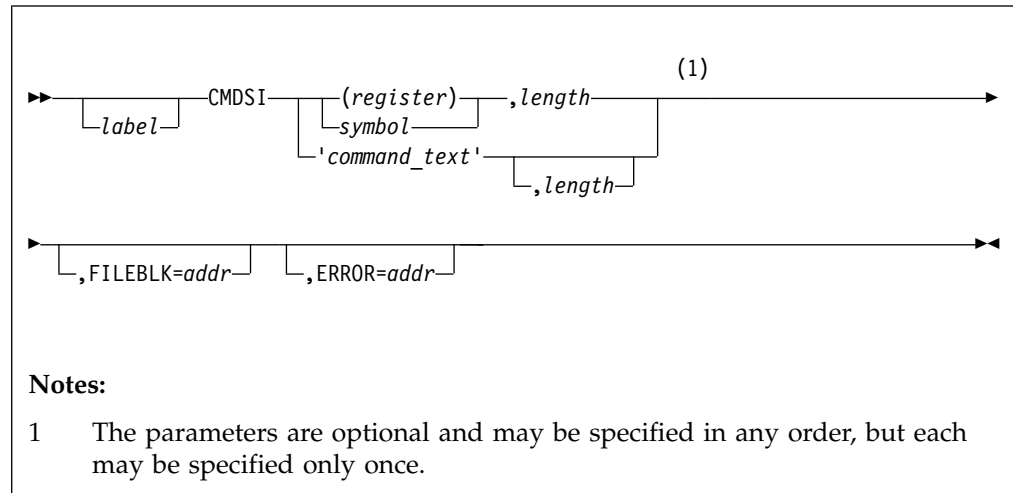 (1)
CMDSI (register) ,length
label symbol
'command_text'
,length
,FILEBLK=addr ,ERROR=addr
Notes:
1 The parameters are optional and may be specified in any order, but each
may be specified only once.